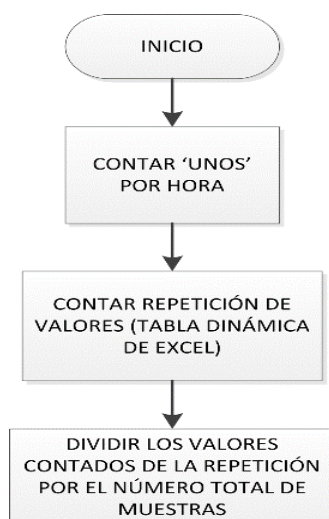 INICIO
CONTAR ‘UNOS’
POR HORA
CONTAR REPETICIÓN DE
VALORES (TABLA DINÁMICA
DE EXCEL)
DIVIDIR LOS VALORES
CONTADOS DE LA REPETICIÓN
POR EL NÚMERO TOTAL DE
MUESTRAS